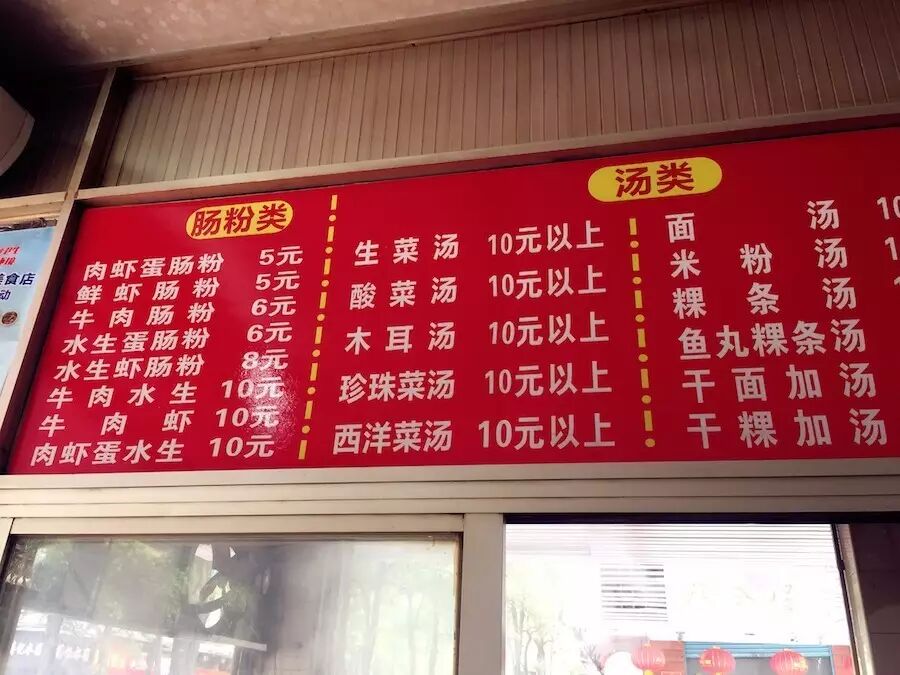 肠粉类
肉虾蛋肠粉 5元
鲜虾肠粉 5元
牛肉肠粉 6元
水生蛋肠粉 6元
水生虾肠粉 8元
牛肉水生 10元
牛肉虾 10元
肉虾蛋水生 10元
汤类
生菜汤 10元以上
酸菜汤 10元以上
木耳汤 10元以上
珍珠菜汤 10元以上
西洋菜汤 10元以上
面汤 10
米粉汤
粿条汤
鱼丸粿条汤
干面加汤
干粿加汤
美食店
动